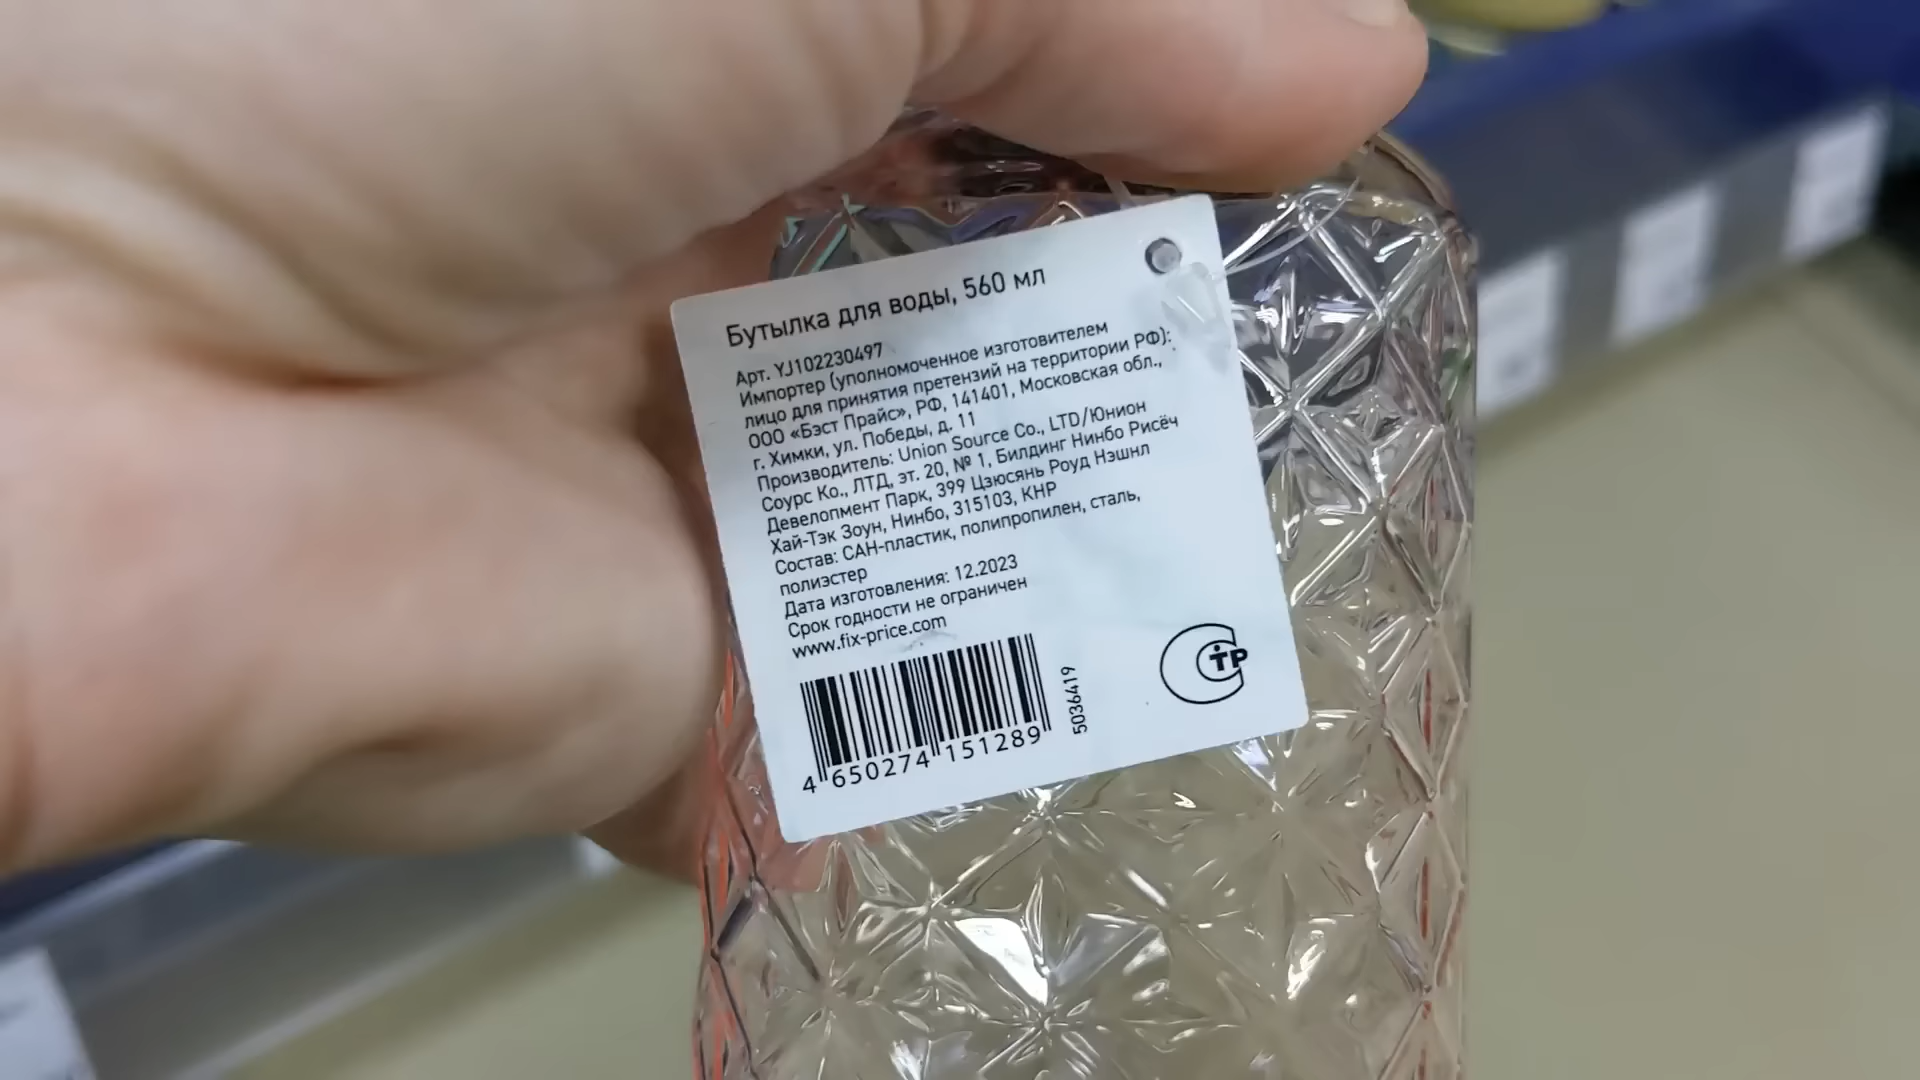 Бутылка для воды, 560 мл
Арт. YJ102230497
Импортер (уполномоченное изготовителем
лицо для принятия претензий на территории РФ):
ООО «Бэст Прайс», РФ, 141401, Московская обл.,
г. Химки, ул. Победы, д. 11
Производитель: Union Source Co., LTD/Юнион
Соурс Ко., ЛТД, эт. 20, № 1, Билдинг Нинбо Рисёч
Девелопмент Парк, 399 Цзюсянь Роуд Нэшнл
Хай-Тэк Зоун, Нинбо, 315103, КНР
Состав: САН-пластик, полипропилен, сталь,
полиэстер
Дата изготовления: 12.2023
Срок годности не ограничен
www.fix-price.com
4 650274 151289
5036419
СТР